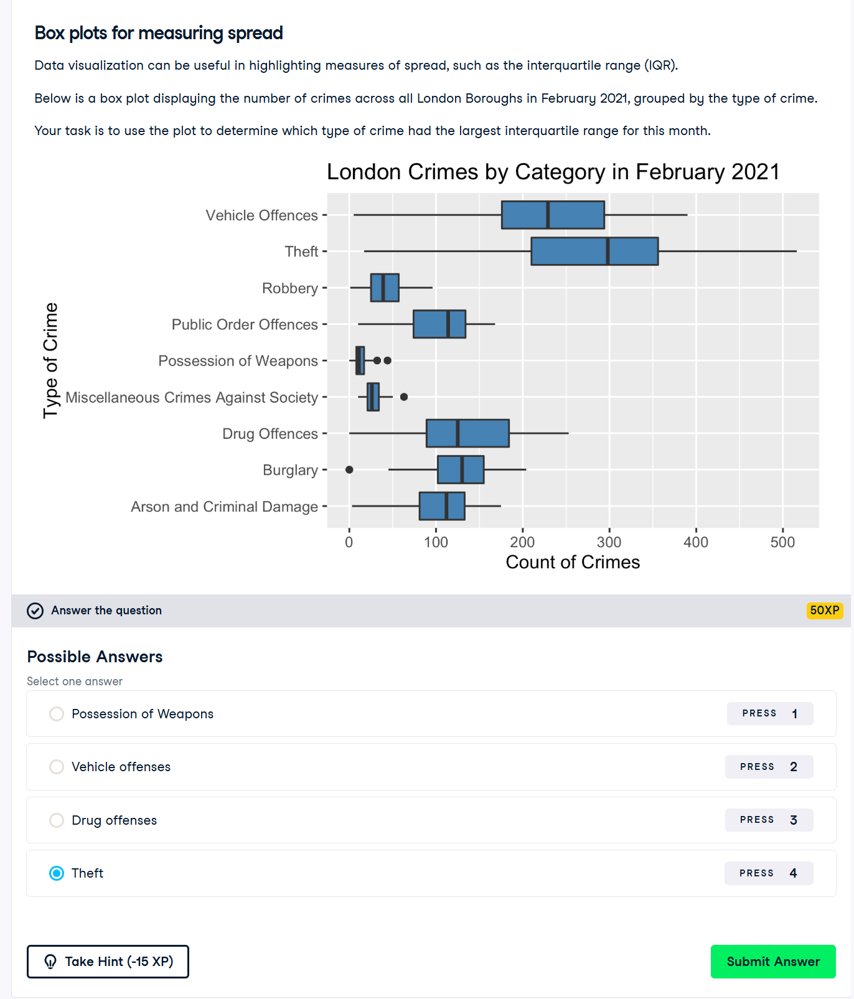 Box plots for measuring spread
Data visualization can be useful in highlighting measures of spread, such as the interquartile range (IQR).
Below is a box plot displaying the number of crimes across all London Boroughs in February 2021, grouped by the type of crime.
Your task is to use the plot to determine which type of crime had the largest interquartile range for this month.
London Crimes by Category in February 2021
Type of Crime
Vehicle Offences
Theft
Robbery
Public Order Offences
Possession of Weapons
Miscellaneous Crimes Against Society
Drug Offences
Burglary
Arson and Criminal Damage
0 100 200 300 400 500
Count of Crimes
Answer the question 50XP
Possible Answers
Select one answer
Possession of Weapons PRESS 1
Vehicle offenses PRESS 2
Drug offenses PRESS 3
Theft PRESS 4
Take Hint (-15 XP) Submit Answer